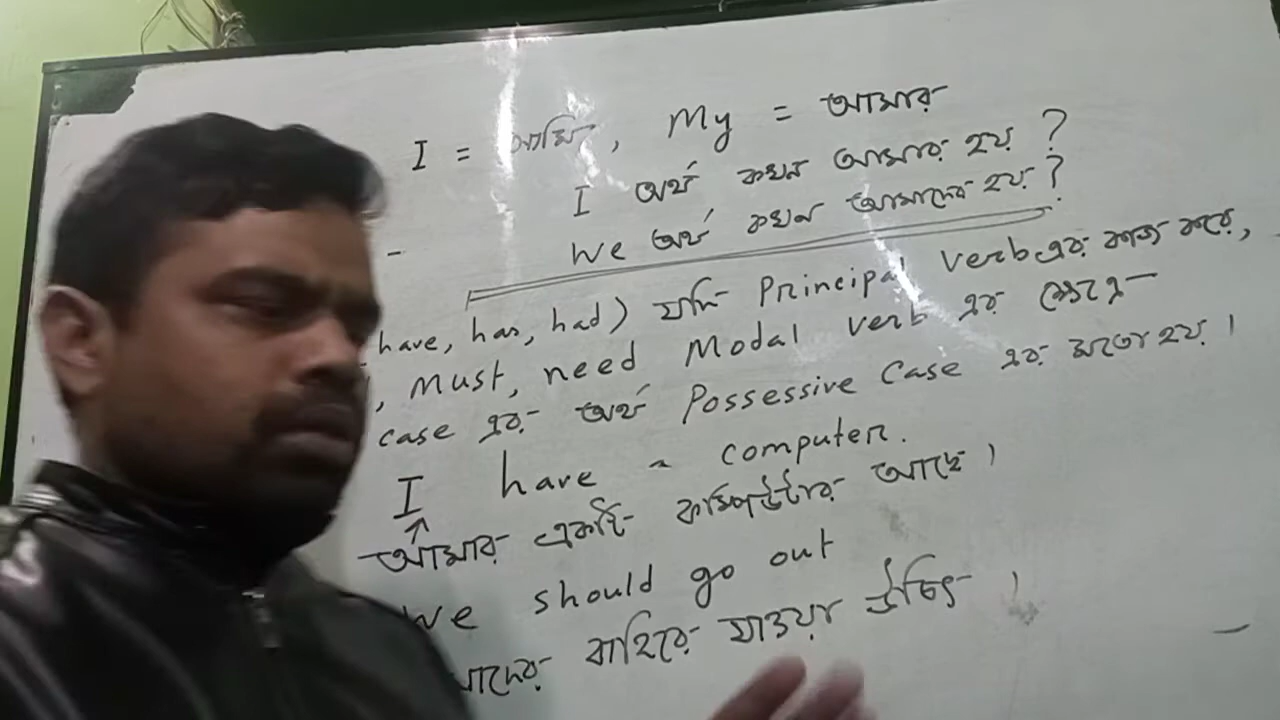 I = আমি, My = আমার
I অর্থ কখন আমার হয় ?
We অর্থ কখন আমাদের হয় ?
have, has, had) যদি Principal verb এর কাজ করে,
, Must, need Modal verb এর ক্ষেত্রে
case এর অর্থ Possessive Case এর মতো হয় ।
I have a computer.
আমার একটি কম্পিউটার আছে ।
We should go out
মাদের বাহিরে যাওয়া উচিৎ ।